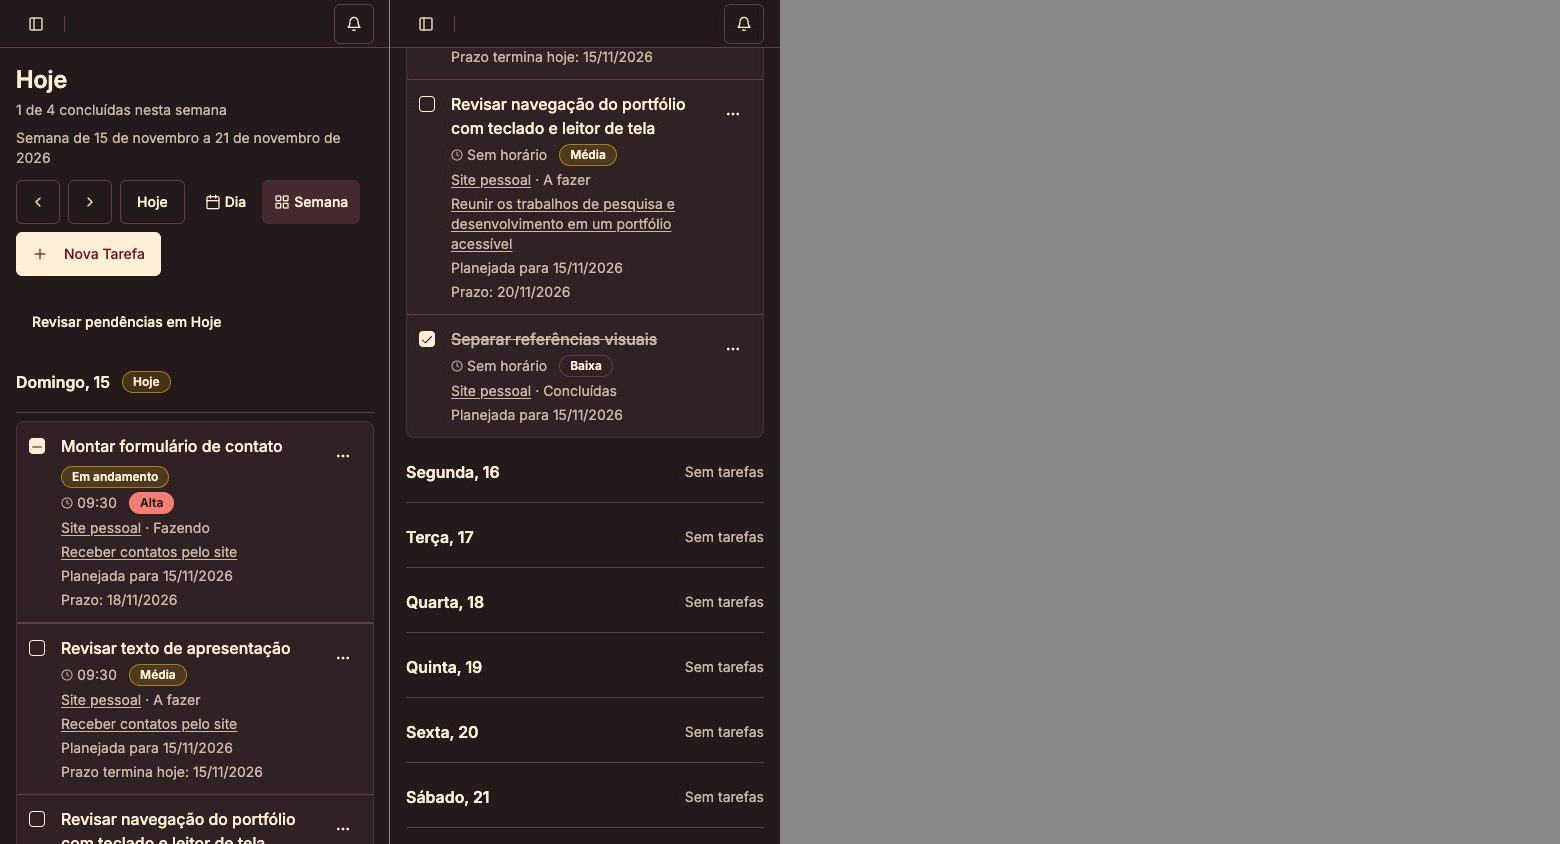 Hoje
1 de 4 concluídas nesta semana
Semana de 15 de novembro a 21 de novembro de
2026
Hoje
Dia
Semana
Nova Tarefa
Revisar pendências em Hoje
Domingo, 15
Hoje
Montar formulário de contato
Em andamento
09:30
Alta
Site pessoal · Fazendo
Receber contatos pelo site
Planejada para 15/11/2026
Prazo: 18/11/2026
Revisar texto de apresentação
09:30
Média
Site pessoal · A fazer
Receber contatos pelo site
Planejada para 15/11/2026
Prazo termina hoje: 15/11/2026
Revisar navegação do portfólio
com teclado e leitor de tela
Prazo termina hoje: 15/11/2026
Revisar navegação do portfólio
com teclado e leitor de tela
Sem horário
Média
Site pessoal · A fazer
Reunir os trabalhos de pesquisa e
desenvolvimento em um portfólio
acessível
Planejada para 15/11/2026
Prazo: 20/11/2026
Separar referências visuais
Sem horário
Baixa
Site pessoal · Concluídas
Planejada para 15/11/2026
Segunda, 16
Sem tarefas
Terça, 17
Sem tarefas
Quarta, 18
Sem tarefas
Quinta, 19
Sem tarefas
Sexta, 20
Sem tarefas
Sábado, 21
Sem tarefas